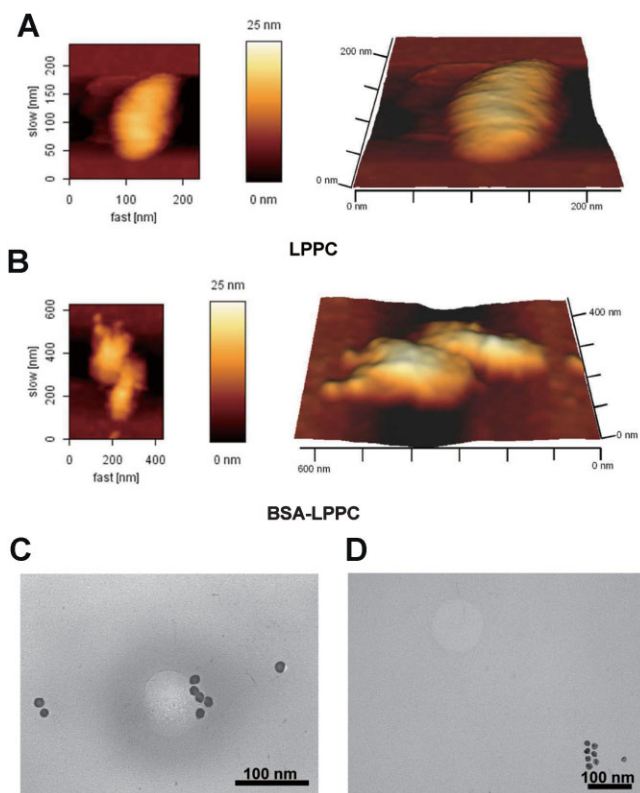 A
25 nm
200
150
100
50
0
slow [nm]
0
100
200
fast [nm]
0 nm
200 nm
0 nm
0 nm
200 nm
LPPC
B
25 nm
600
400
200
0
slow [nm]
0
200
400
fast [nm]
0 nm
400 nm
0 nm
600 nm
0 nm
BSA-LPPC
C
D
100 nm
100 nm